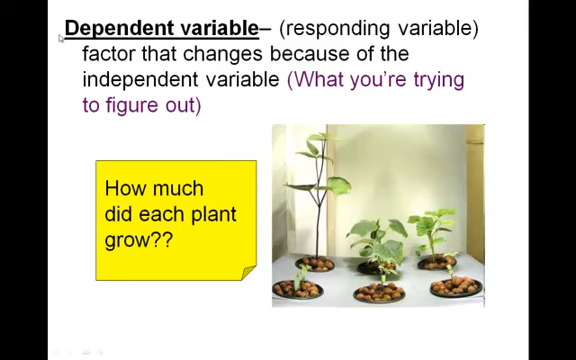 Dependent variable– (responding variable)
factor that changes because of the
independent variable (What you're trying
to figure out)
How much
did each plant
grow??